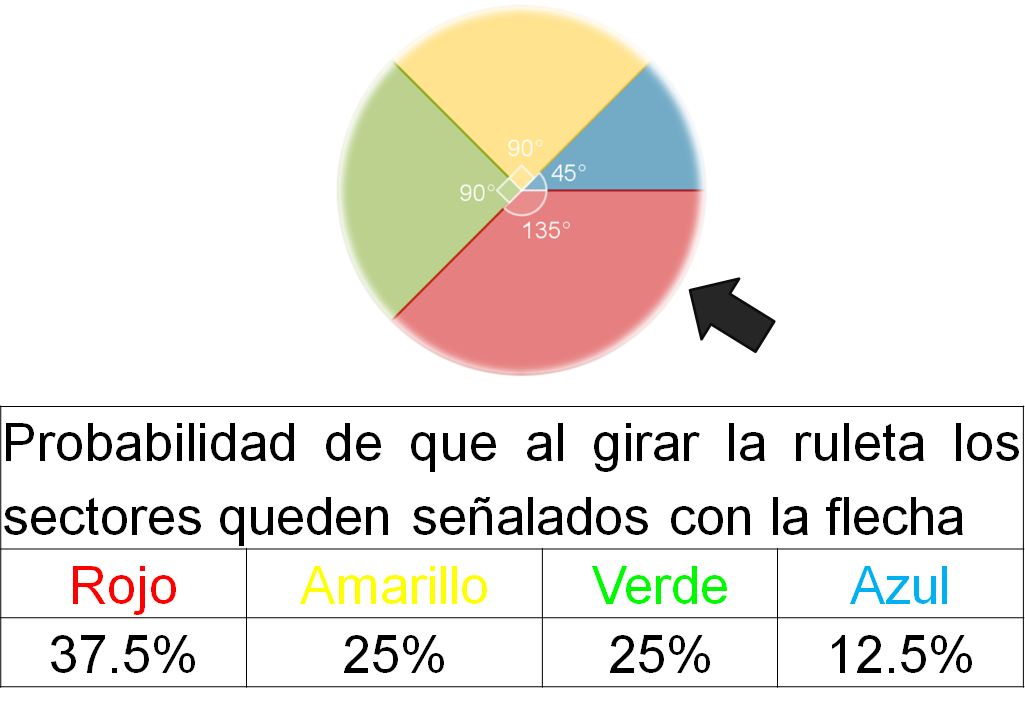 90°
45°
90°
135°
Probabilidad de que al girar la ruleta los
sectores queden señalados con la flecha
Rojo Amarillo Verde Azul
37.5% 25% 25% 12.5%